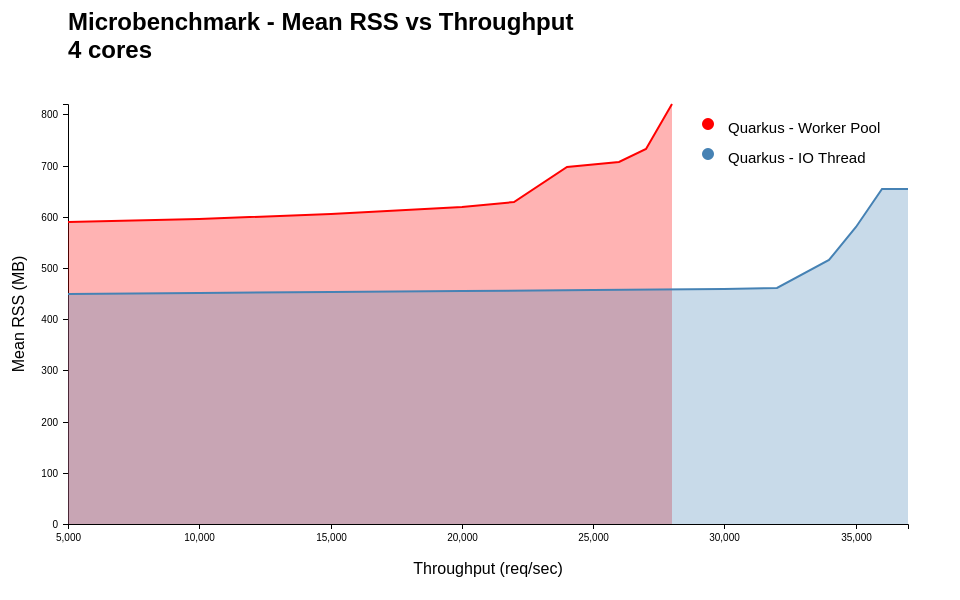 Microbenchmark - Mean RSS vs Throughput
4 cores
Quarkus - Worker Pool
Quarkus - IO Thread
Mean RSS (MB)
800
700
600
500
400
300
200
100
0
5,000
10,000
15,000
20,000
25,000
30,000
35,000
Throughput (req/sec)